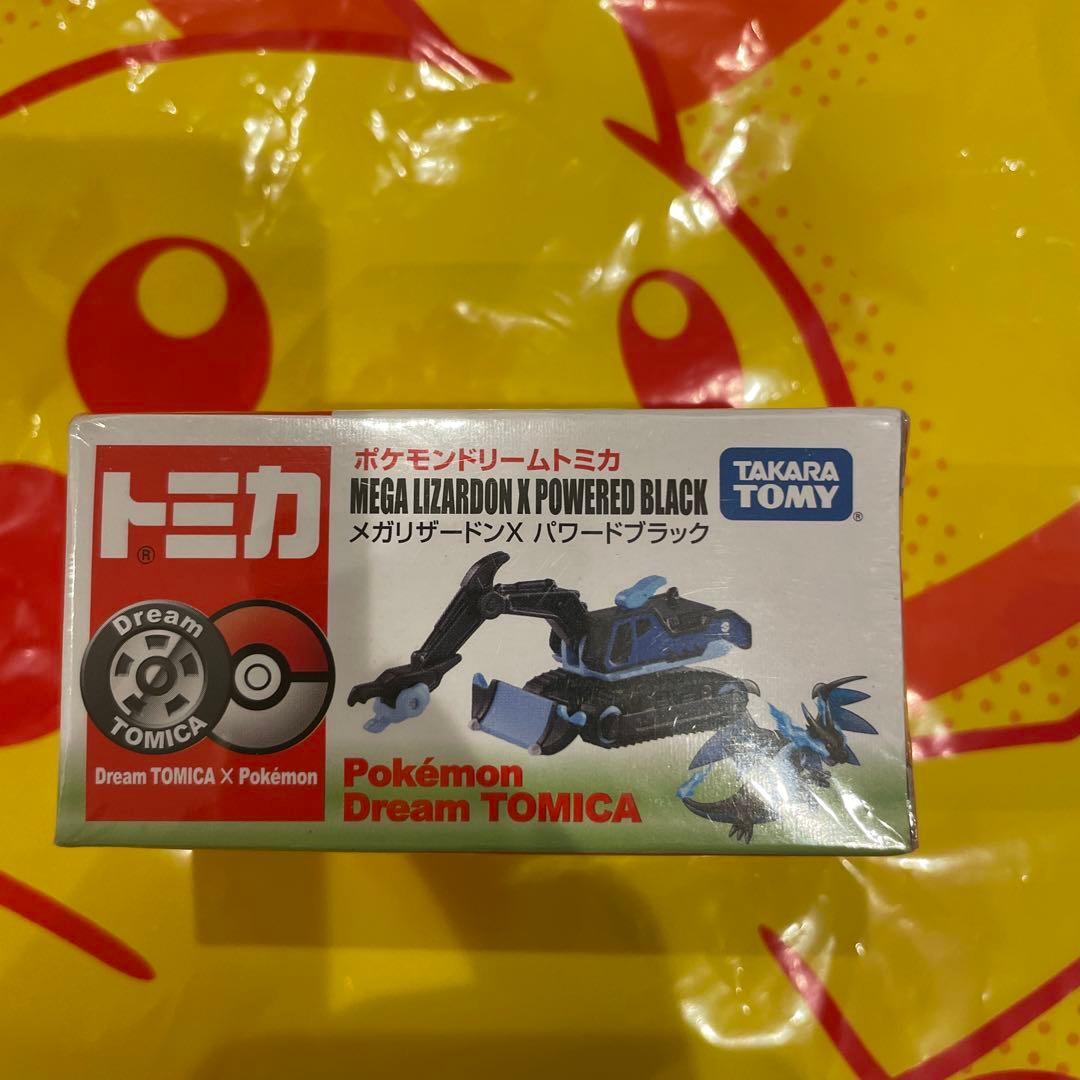 トミカ
®
Dream
TOMICA
Dream TOMICA × Pokémon
ポケモンドリームトミカ
MEGA LIZARDON X POWERED BLACK
メガリザードンX パワードブラック
TAKARA
TOMY
®
Pokémon
Dream TOMICA